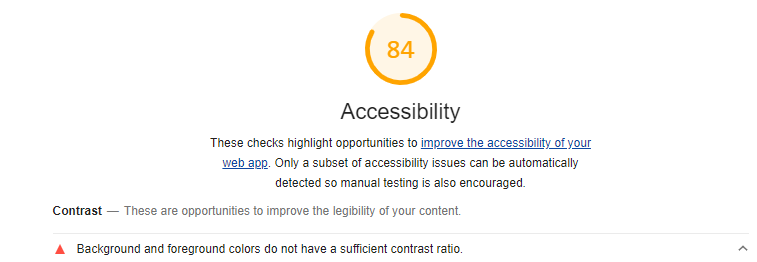 84
Accessibility
These checks highlight opportunities to improve the accessibility of your
web app. Only a subset of accessibility issues can be automatically
detected so manual testing is also encouraged.
Contrast — These are opportunities to improve the legibility of your content.
Background and foreground colors do not have a sufficient contrast ratio.